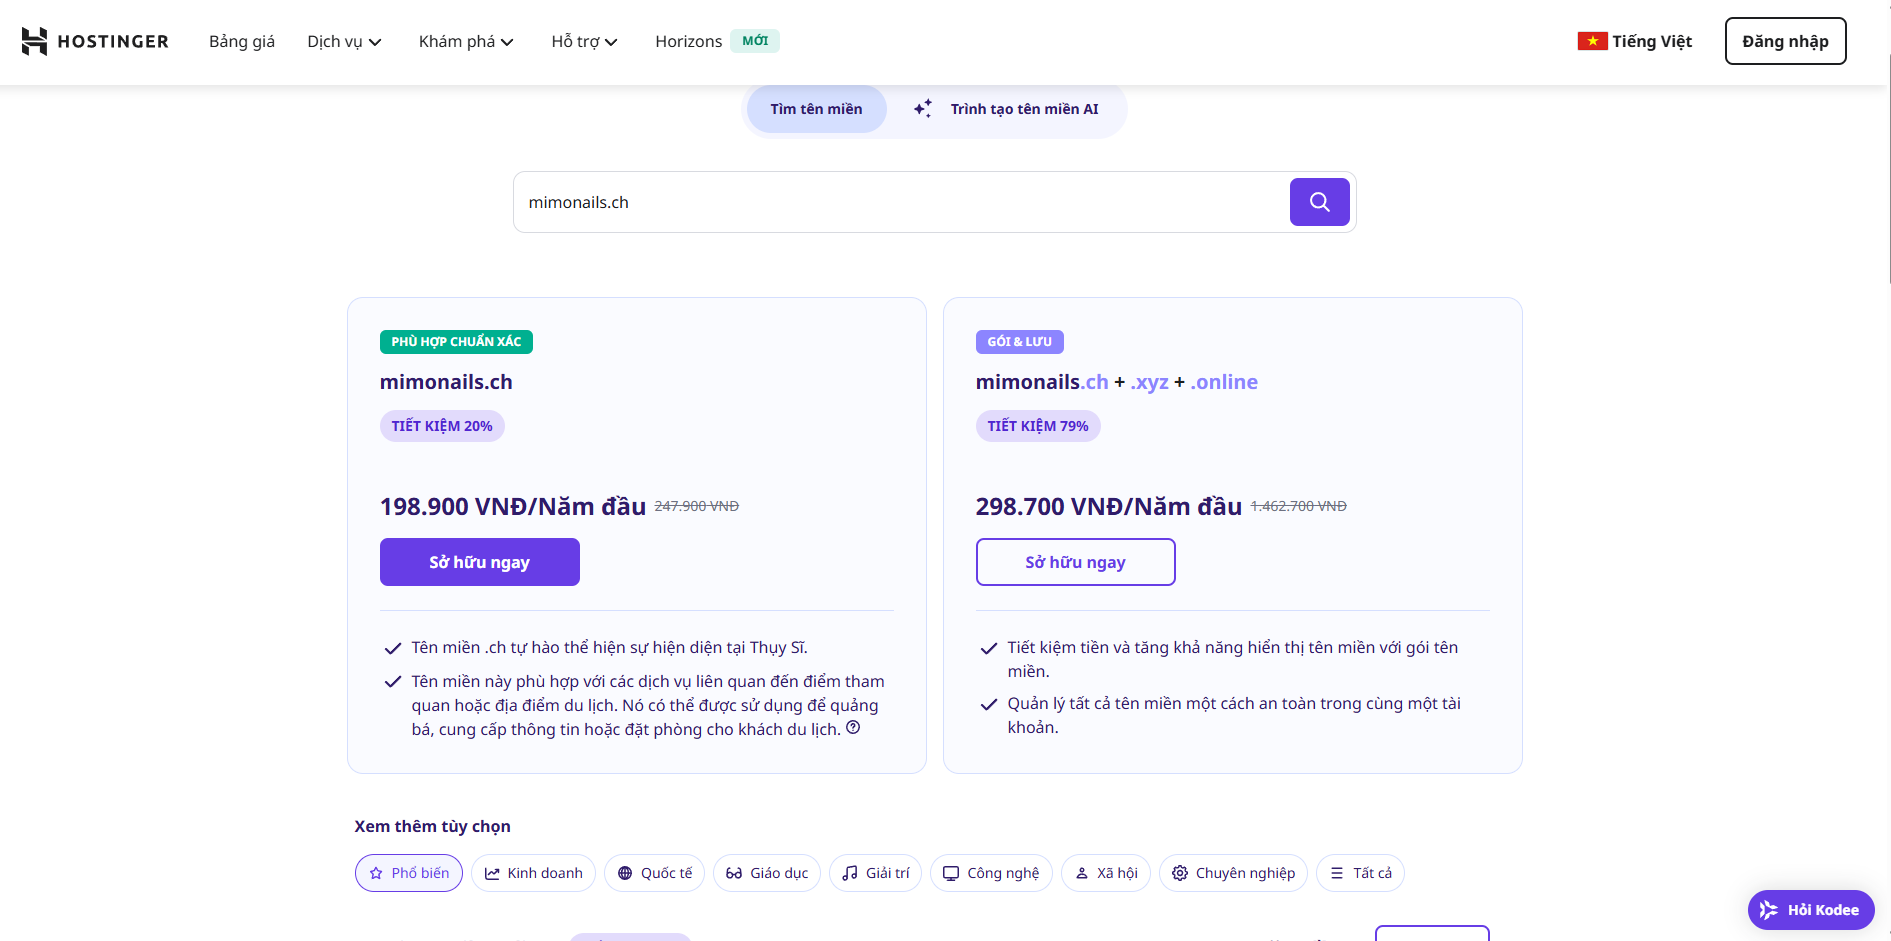 HOSTINGER
Bảng giá
Dịch vụ
Khám phá
Hỗ trợ
Horizons
MỚI
Tiếng Việt
Đăng nhập
Tìm tên miền
Trình tạo tên miền AI
mimonails.ch
PHÙ HỢP CHUẨN XÁC
mimonails.ch
TIẾT KIỆM 20%
198.900 VNĐ/Năm đầu 247.900 VNĐ
Sở hữu ngay
Tên miền .ch tự hào thể hiện sự hiện diện tại Thụy Sĩ.
Tên miền này phù hợp với các dịch vụ liên quan đến điểm tham
quan hoặc địa điểm du lịch. Nó có thể được sử dụng để quảng
bá, cung cấp thông tin hoặc đặt phòng cho khách du lịch.
GÓI & LƯU
mimonails.ch + .xyz + .online
TIẾT KIỆM 79%
298.700 VNĐ/Năm đầu 1.462.700 VNĐ
Sở hữu ngay
Tiết kiệm tiền và tăng khả năng hiển thị tên miền với gói tên
miền.
Quản lý tất cả tên miền một cách an toàn trong cùng một tài
khoản.
Xem thêm tùy chọn
Phổ biến
Kinh doanh
Quốc tế
Giáo dục
Giải trí
Công nghệ
Xã hội
Chuyên nghiệp
Tất cả
Hỏi Kodee